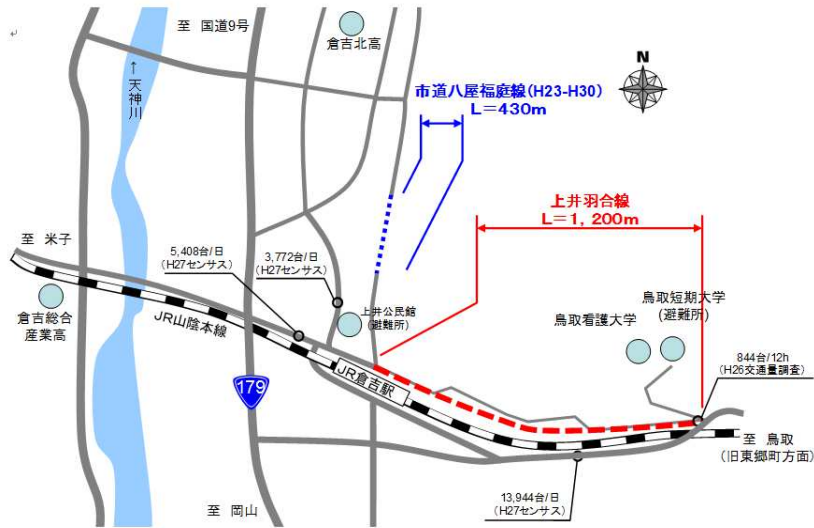 至 国道9号
倉吉北高
↑天神川
N
市道八屋福庭線(H23-H30)
L=430m
上井羽合線
L=1,200m
至 米子
5,408台/日
(H27センサス)
3,772台/日
(H27センサス)
上井公民館
(避難所)
鳥取短期大学
(避難所)
鳥取看護大学
倉吉総合
産業高
JR山陰本線
844台/12h
(H26交通量調査)
JR倉吉駅
179
至 鳥取
(旧東郷町方面)
13,944台/日
(H27センサス)
至 岡山